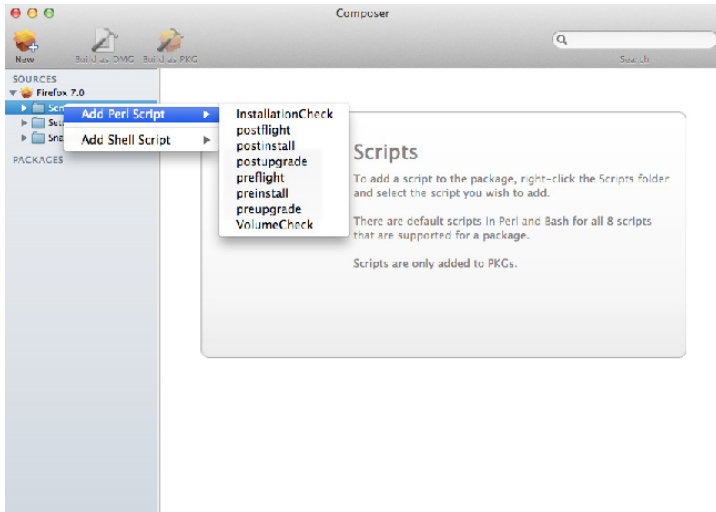 Composer
New
Build as DMG
Build as PKG
Search
SOURCES
Firefox 7.0
Scr
Set
Sna
PACKAGES
Add Perl Script
Add Shell Script
InstallationCheck
postflight
postinstall
postupgrade
preflight
preinstall
preupgrade
VolumeCheck
Scripts
To add a script to the package, right-click the Scripts folder
and select the script you wish to add.
There are default scripts in Perl and Bash for all 8 scripts
that are supported for a package.
Scripts are only added to PKGs.